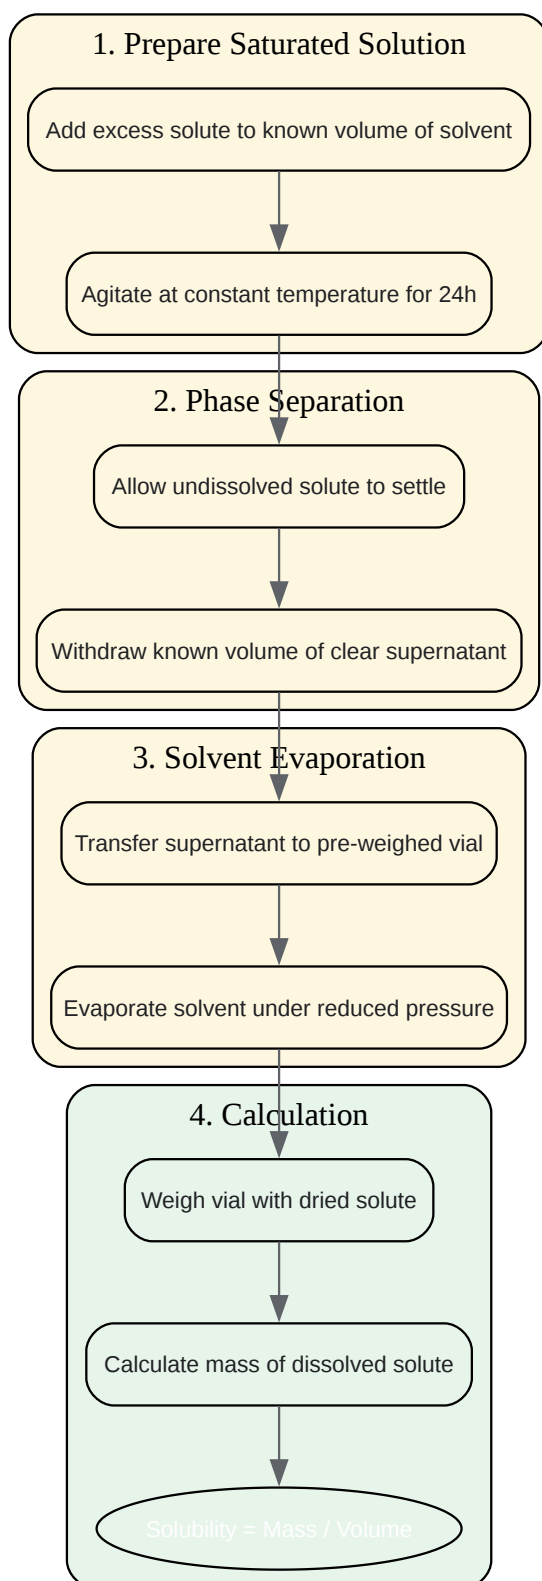 1. Prepare Saturated Solution
Add excess solute to known volume of solvent
Agitate at constant temperature for 24h
2. Phase Separation
Allow undissolved solute to settle
Withdraw known volume of clear supernatant
3. Solvent Evaporation
Transfer supernatant to pre-weighed vial
Evaporate solvent under reduced pressure
4. Calculation
Weigh vial with dried solute
Calculate mass of dissolved solute
Solubility = Mass / Volume